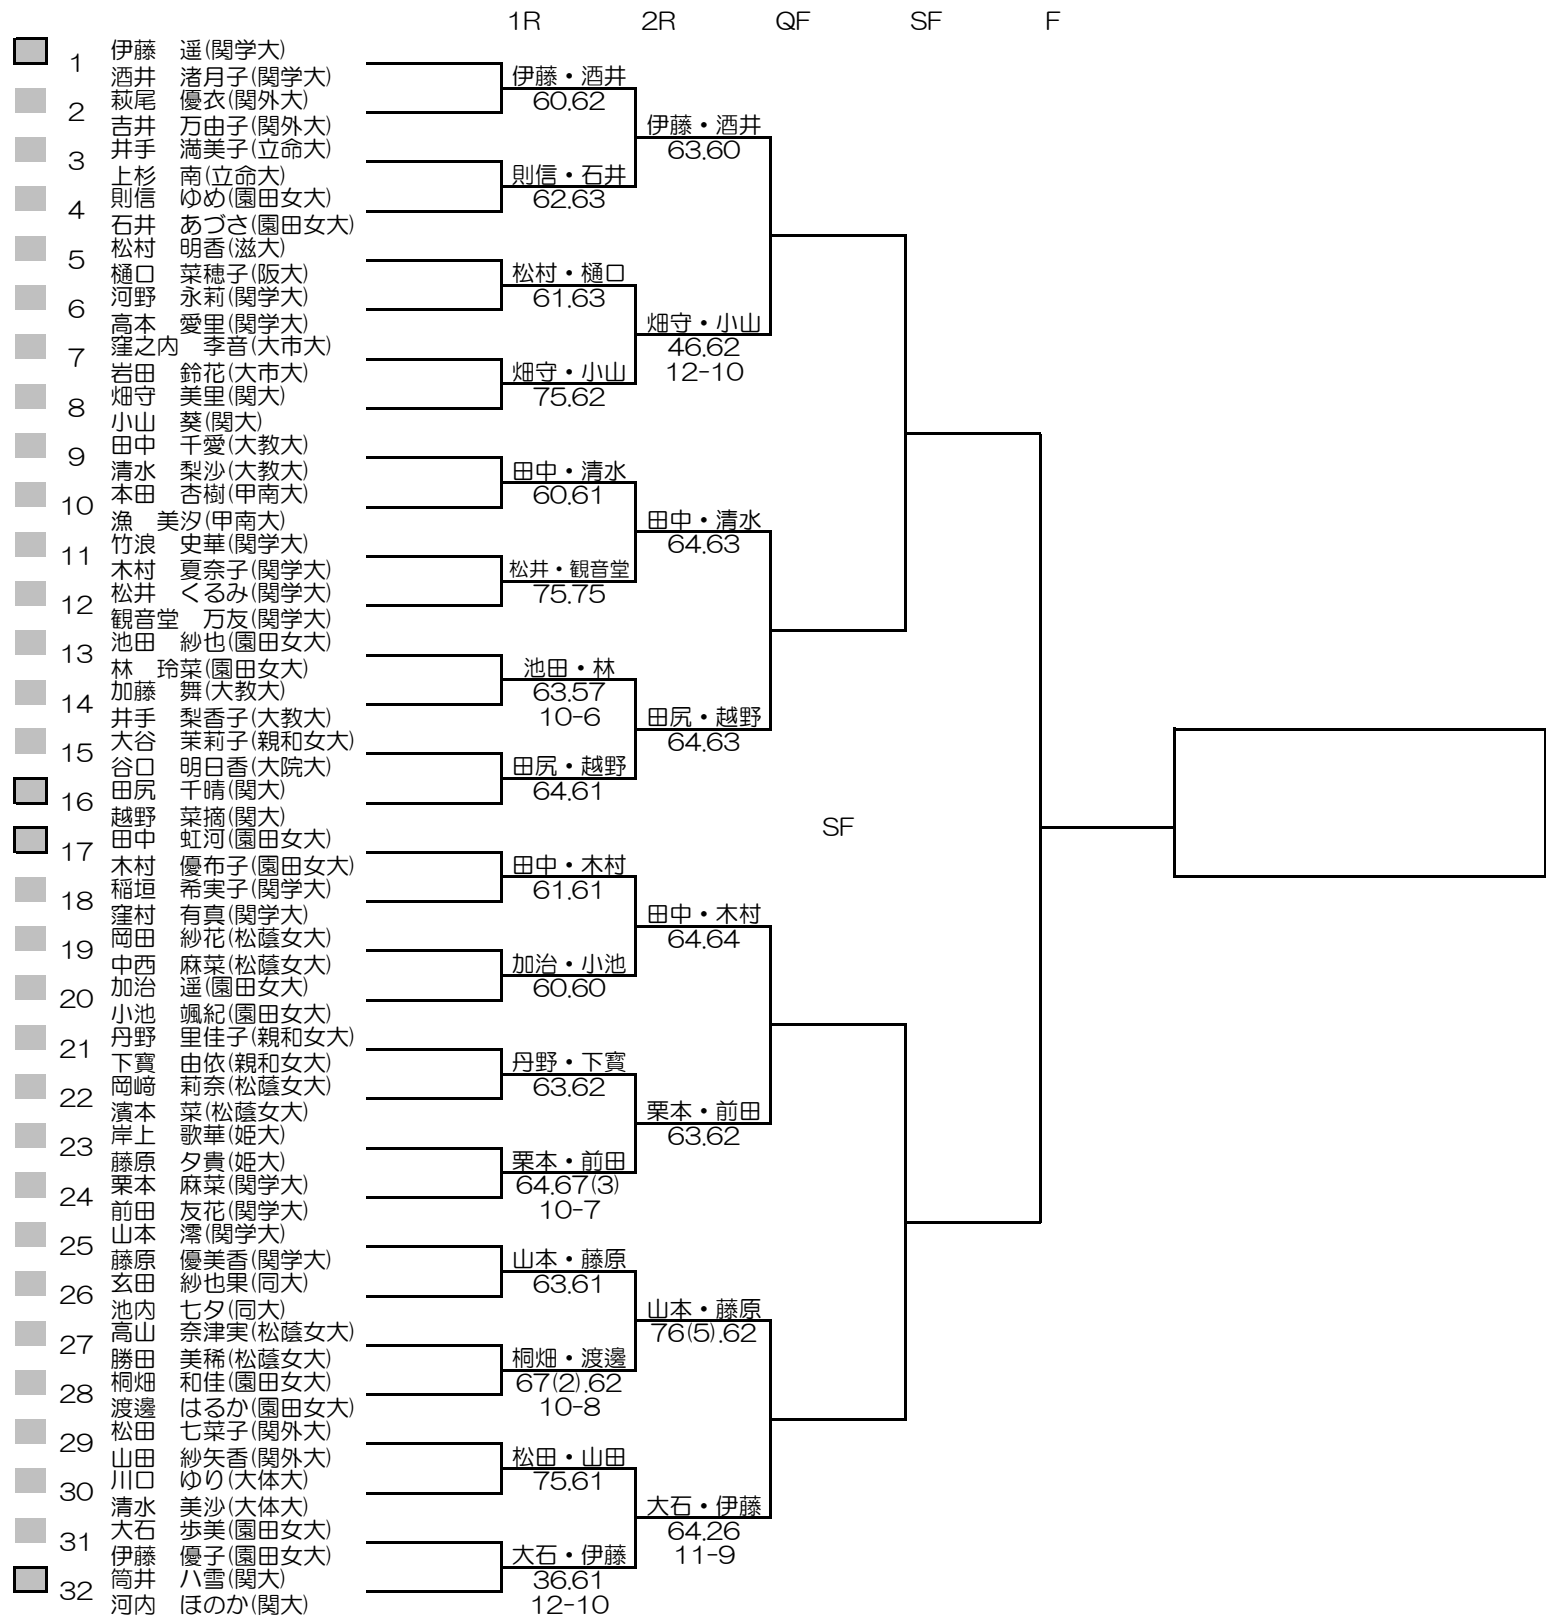 1R 2R QF SF F
1 伊藤　遥(関学大)
酒井　渚月子(関学大)
伊藤・酒井
60.62
2 萩尾　優衣(関外大)
吉井　万由子(関外大)
伊藤・酒井
63.60
3 井手　満美子(立命大)
上杉　南(立命大)
則信・石井
62.63
4 則信　ゆめ(園田女大)
石井　あづさ(園田女大)
5 松村　明香(滋大)
樋口　菜穂子(阪大)
松村・樋口
61.63
6 河野　永莉(関学大)
高本　愛里(関学大)
畑守・小山
46.62
12-10
7 窪之内　李音(大市大)
岩田　鈴花(大市大)
畑守・小山
75.62
8 畑守　美里(関大)
小山　葵(関大)
9 田中　千愛(大教大)
清水　梨沙(大教大)
田中・清水
60.61
10 本田　杏樹(甲南大)
漁　美汐(甲南大)
田中・清水
64.63
11 竹浪　史華(関学大)
木村　夏奈子(関学大)
松井・観音堂
75.75
12 松井　くるみ(関学大)
観音堂　万友(関学大)
13 池田　紗也(園田女大)
林　玲菜(園田女大)
池田・林
63.57
10-6
14 加藤　舞(大教大)
井手　梨香子(大教大)
田尻・越野
64.63
15 大谷　茉莉子(親和女大)
谷口　明日香(大院大)
田尻・越野
64.61
16 田尻　千晴(関大)
越野　菜摘(関大)
SF
17 田中　虹河(園田女大)
木村　優布子(園田女大)
田中・木村
61.61
18 稲垣　希実子(関学大)
窪村　有真(関学大)
田中・木村
64.64
19 岡田　紗花(松蔭女大)
中西　麻菜(松蔭女大)
加治・小池
60.60
20 加治　遥(園田女大)
小池　颯紀(園田女大)
21 丹野　里佳子(親和女大)
下寳　由依(親和女大)
丹野・下寳
63.62
22 岡﨑　莉奈(松蔭女大)
濱本　菜(松蔭女大)
栗本・前田
63.62
23 岸上　歌華(姫大)
藤原　夕貴(姫大)
栗本・前田
64.67(3)
10-7
24 栗本　麻菜(関学大)
前田　友花(関学大)
25 山本　澪(関学大)
藤原　優美香(関学大)
山本・藤原
63.61
26 玄田　紗也果(同大)
池内　七夕(同大)
山本・藤原
76(5).62
27 高山　奈津実(松蔭女大)
勝田　美稀(松蔭女大)
桐畑・渡邊
67(2).62
10-8
28 桐畑　和佳(園田女大)
渡邊　はるか(園田女大)
29 松田　七菜子(関外大)
山田　紗矢香(関外大)
松田・山田
75.61
30 川口　ゆり(大体大)
清水　美沙(大体大)
大石・伊藤
64.26
11-9
31 大石　歩美(園田女大)
伊藤　優子(園田女大)
大石・伊藤
36.61
12-10
32 筒井　八雪(関大)
河内　ほのか(関大)